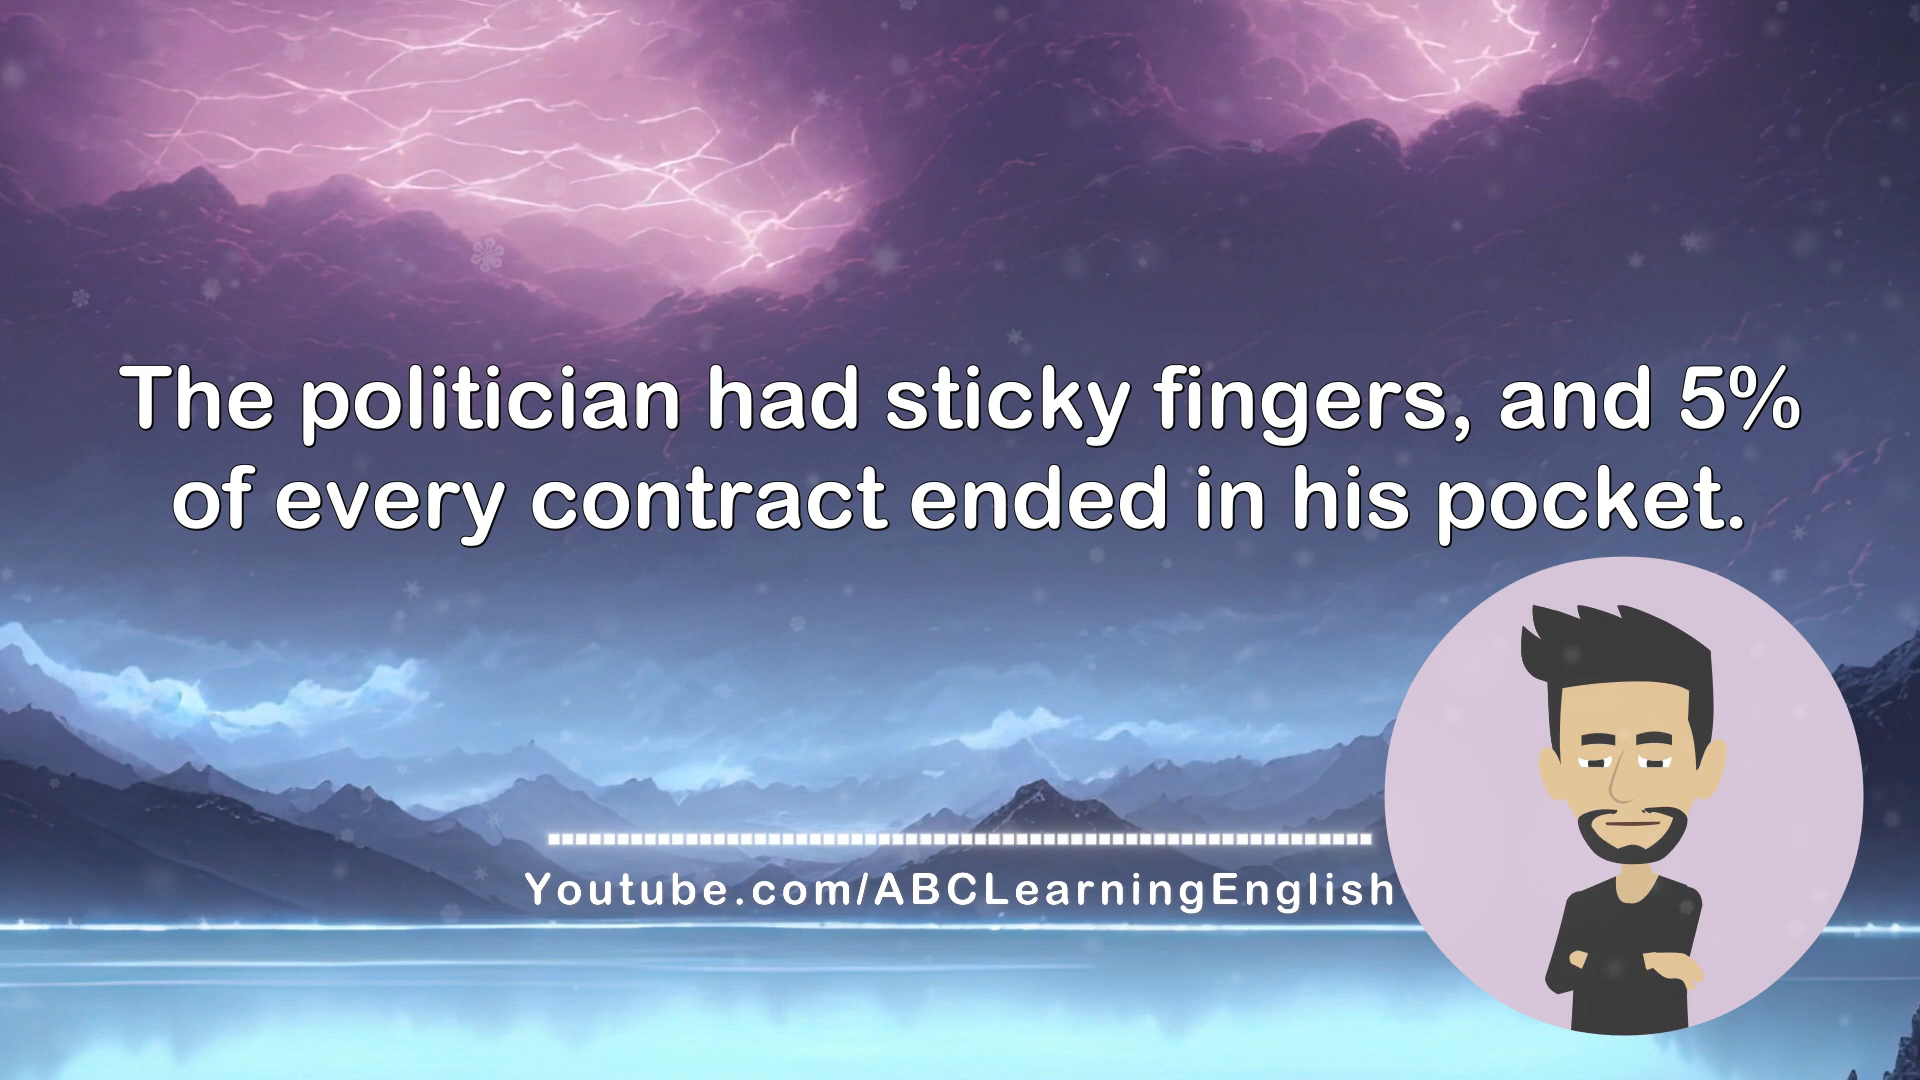 The politician had sticky fingers, and 5%
of every contract ended in his pocket.
Youtube.com/ABCLearningEnglish